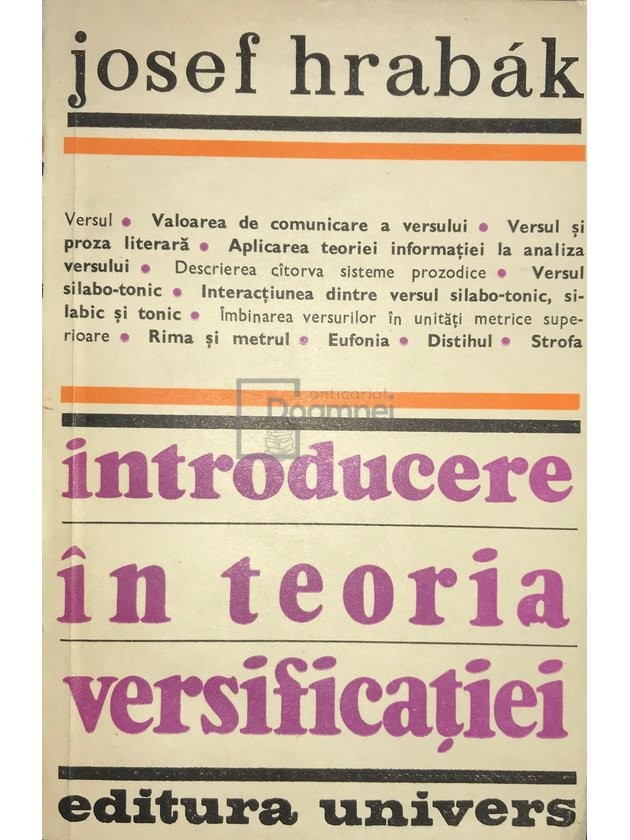 josef hrabák
Versul • Valoarea de comunicare a versului • Versul și
proza literară • Aplicarea teoriei informației la analiza
versului • Descrierea cîtorva sisteme prozodice • Versul
silabo-tonic • Interacțiunea dintre versul silabo-tonic, si-
labic și tonic • Îmbinarea versurilor în unități metrice supe-
rioare • Rima și metrul • Eufonia • Distihul • Strofa
anticariat
Doamnei
introducere
în teoria
versificației
editura univers